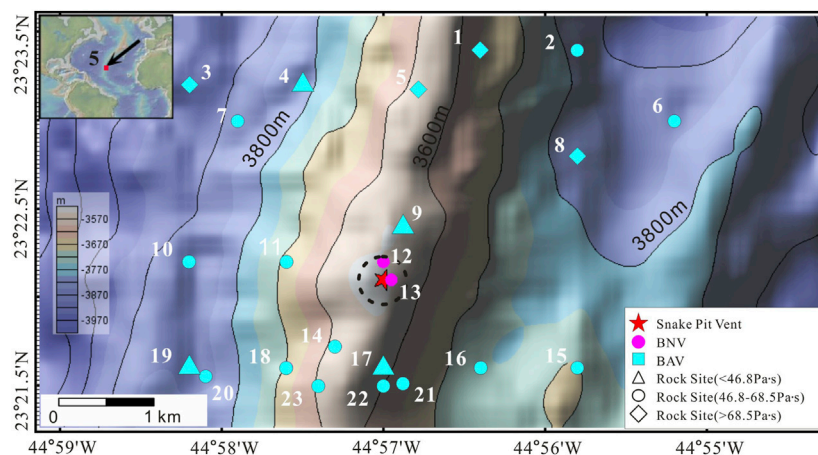 5
23°23.5'N
23°22.5'N
23°21.5'N
1
2
3
4
5
6
7
8
3800m
3600m
3800m
9
10
11
12
13
14
15
16
17
18
19
20
21
22
23
m
-3570
-3670
-3770
-3870
-3970
0 1 km
Snake Pit Vent
BNV
BAV
Rock Site(<46.8Pa·s)
Rock Site(46.8-68.5Pa·s)
Rock Site(>68.5Pa·s)
44°59'W 44°58'W 44°57'W 44°56'W 44°55'W